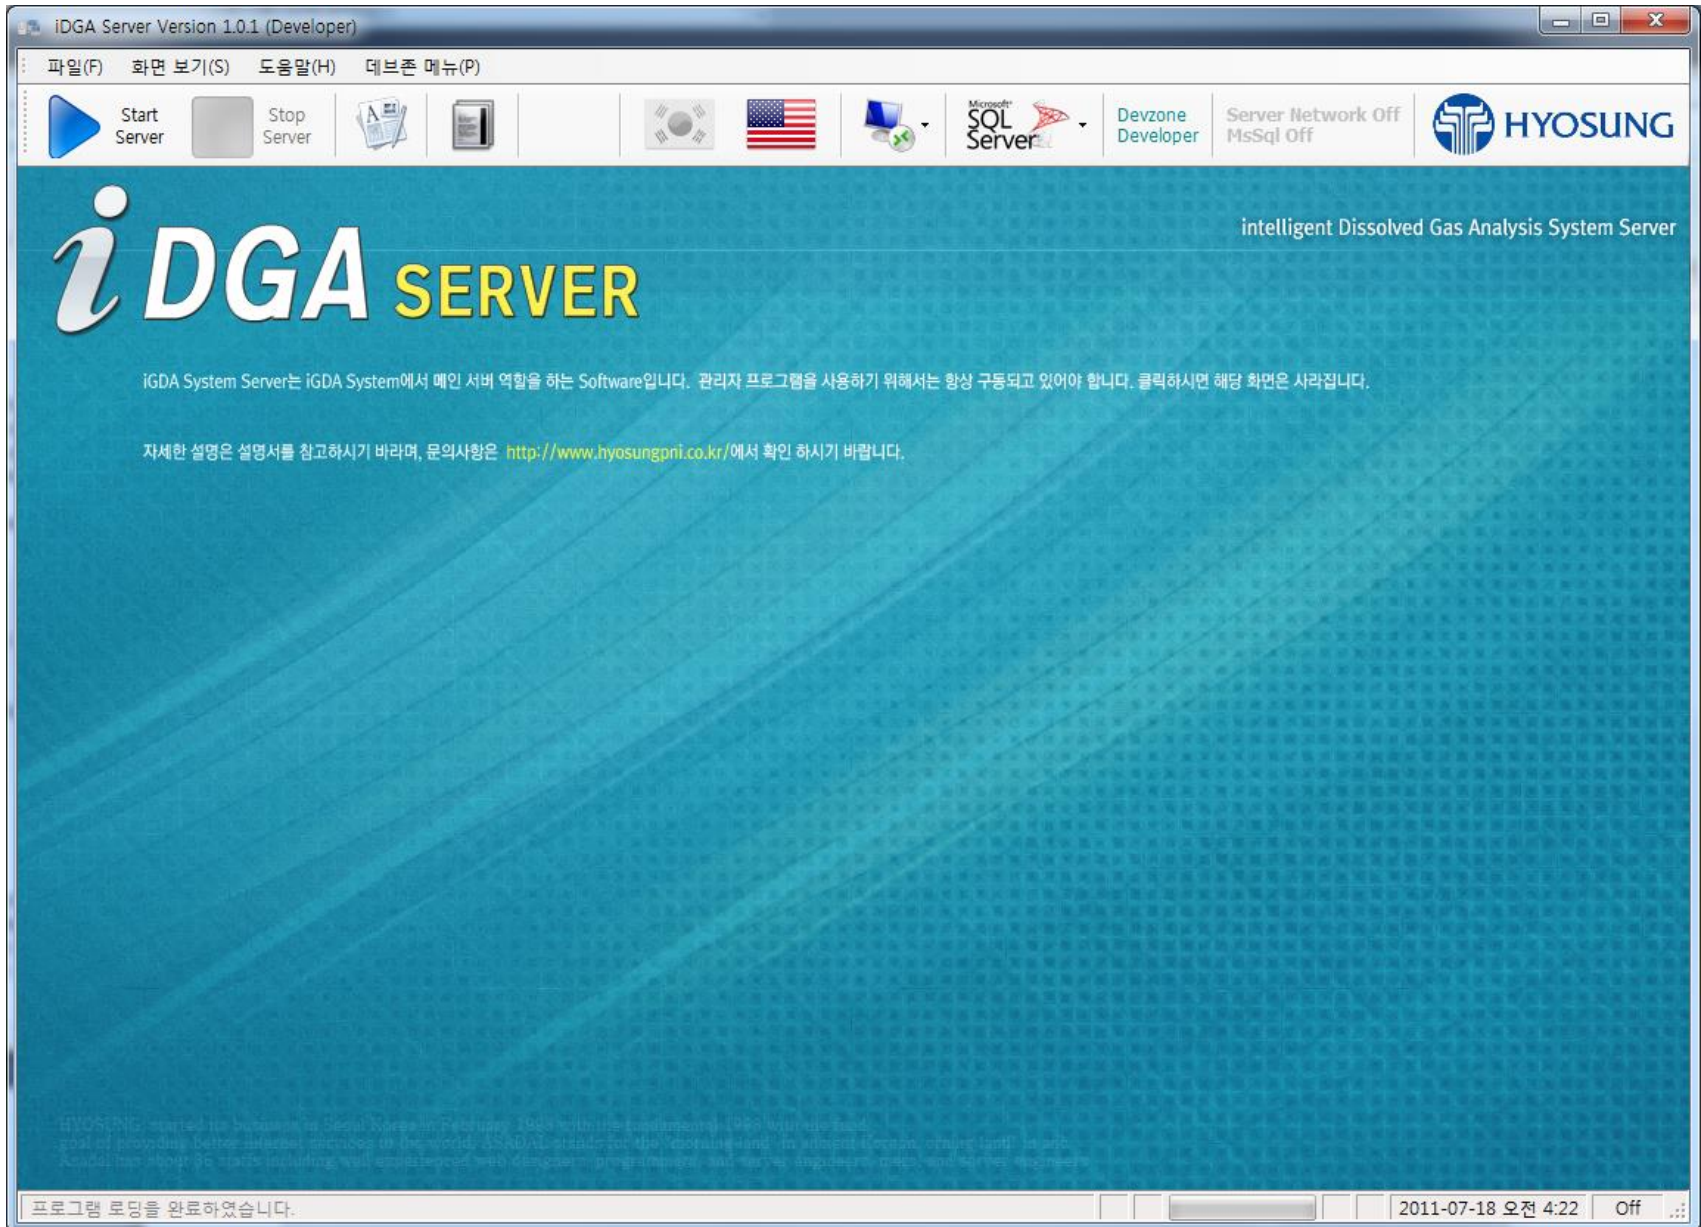 iDGA Server Version 1.0.1 (Developer)
파일(F) 화면 보기(S) 도움말(H) 데브존 메뉴(P)
Start
Server
Stop
Server
Microsoft
SQL
Server
Devzone
Developer
Server Network Off
MsSql Off
HYOSUNG
iDGA SERVER
intelligent Dissolved Gas Analysis System Server
iGDA System Server는 iGDA System에서 메인 서버 역할을 하는 Software입니다. 관리자 프로그램을 사용하기 위해서는 항상 구동되고 있어야 합니다. 클릭하시면 해당 화면은 사라집니다.
자세한 설명은 설명서를 참고하시기 바라며, 문의사항은 http://www.hyosungpni.co.kr/에서 확인 하시기 바랍니다.
프로그램 로딩을 완료하였습니다.
2011-07-18 오전 4:22 Off